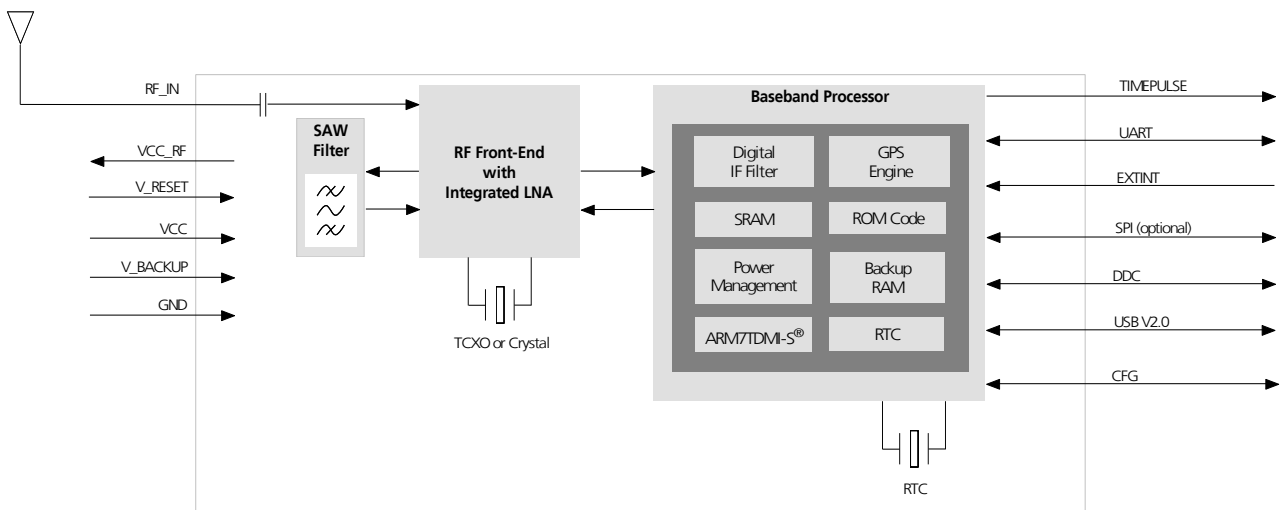 RF_IN
VCC_RF
V_RESET
VCC
V_BACKUP
GND
SAW
Filter
RF Front-End
with
Integrated LNA
TCXO or Crystal
Baseband Processor
Digital
IF Filter
GPS
Engine
SRAM
ROM Code
Power
Management
Backup
RAM
ARM7TDMI-S®
RTC
RTC
TIMEPULSE
UART
EXTINT
SPI (optional)
DDC
USB V2.0
CFG